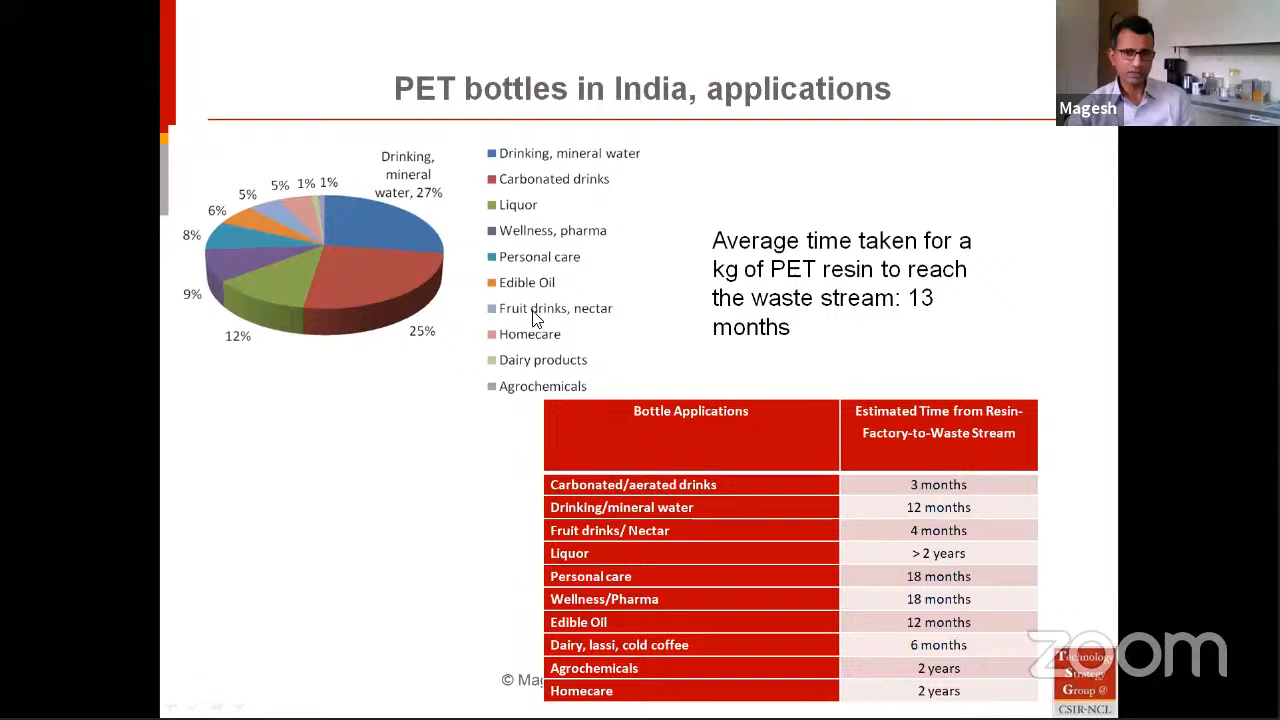 PET bottles in India, applications
Magesh
Drinking,
mineral
water, 27%
25%
12%
9%
8%
6%
5%
5%
1%
1%
Drinking, mineral water
Carbonated drinks
Liquor
Wellness, pharma
Personal care
Edible Oil
Fruit drinks, nectar
Homecare
Dairy products
Agrochemicals
Average time taken for a
kg of PET resin to reach
the waste stream: 13
months
Bottle Applications
Estimated Time from Resin-
Factory-to-Waste Stream
Carbonated/aerated drinks 3 months
Drinking/mineral water 12 months
Fruit drinks/ Nectar 4 months
Liquor > 2 years
Personal care 18 months
Wellness/Pharma 18 months
Edible Oil 12 months
Dairy, lassi, cold coffee 6 months
Agrochemicals 2 years
Homecare 2 years
©
zoom
Technology
Strategy
Group @
CSIR-NCL